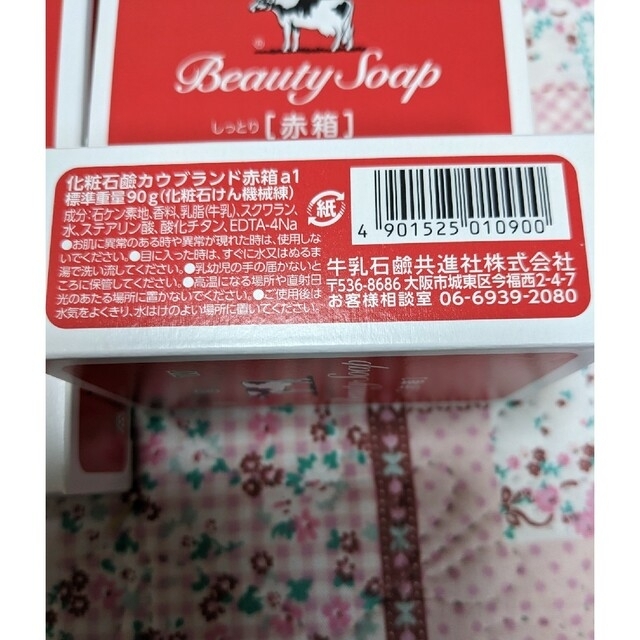 Beauty Soap
しっとり [赤箱]
化粧石鹸カウブランド赤箱a1
標準重量90g(化粧石けん機械練)
成分:石ケン素地、香料、乳脂(牛乳)、スクワラン、
水、ステアリン酸、酸化チタン、EDTA-4Na
●お肌に異常のある時や異常が現れた時は、使用しな
いでください。●目に入った時は、すぐに水又はぬるま
湯で洗い流してください。●乳幼児の手の届かないとこ
ろに保管してください。●高温になる場所や直射日
光のあたる場所に置かないでください。●ご使用後は
水気をよくきり、水はけのよい場所に置いてください。
紙
4 901525 010900
牛乳石鹸共進社株式会社
〒536-8686 大阪市城東区今福西2-4-7
お客様相談室 06-6939-2080